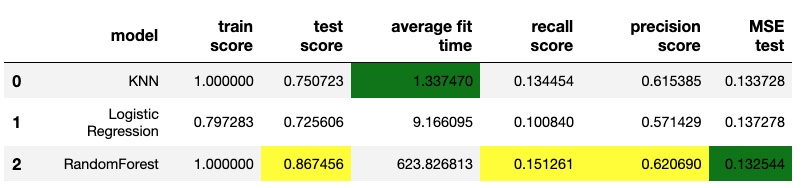 model train score test score average fit time recall score precision score MSE test
0 KNN 1.000000 0.750723 1.337470 0.134454 0.615385 0.133728
1 Logistic Regression 0.797283 0.725606 9.166095 0.100840 0.571429 0.137278
2 RandomForest 1.000000 0.867456 623.826813 0.151261 0.620690 0.132544